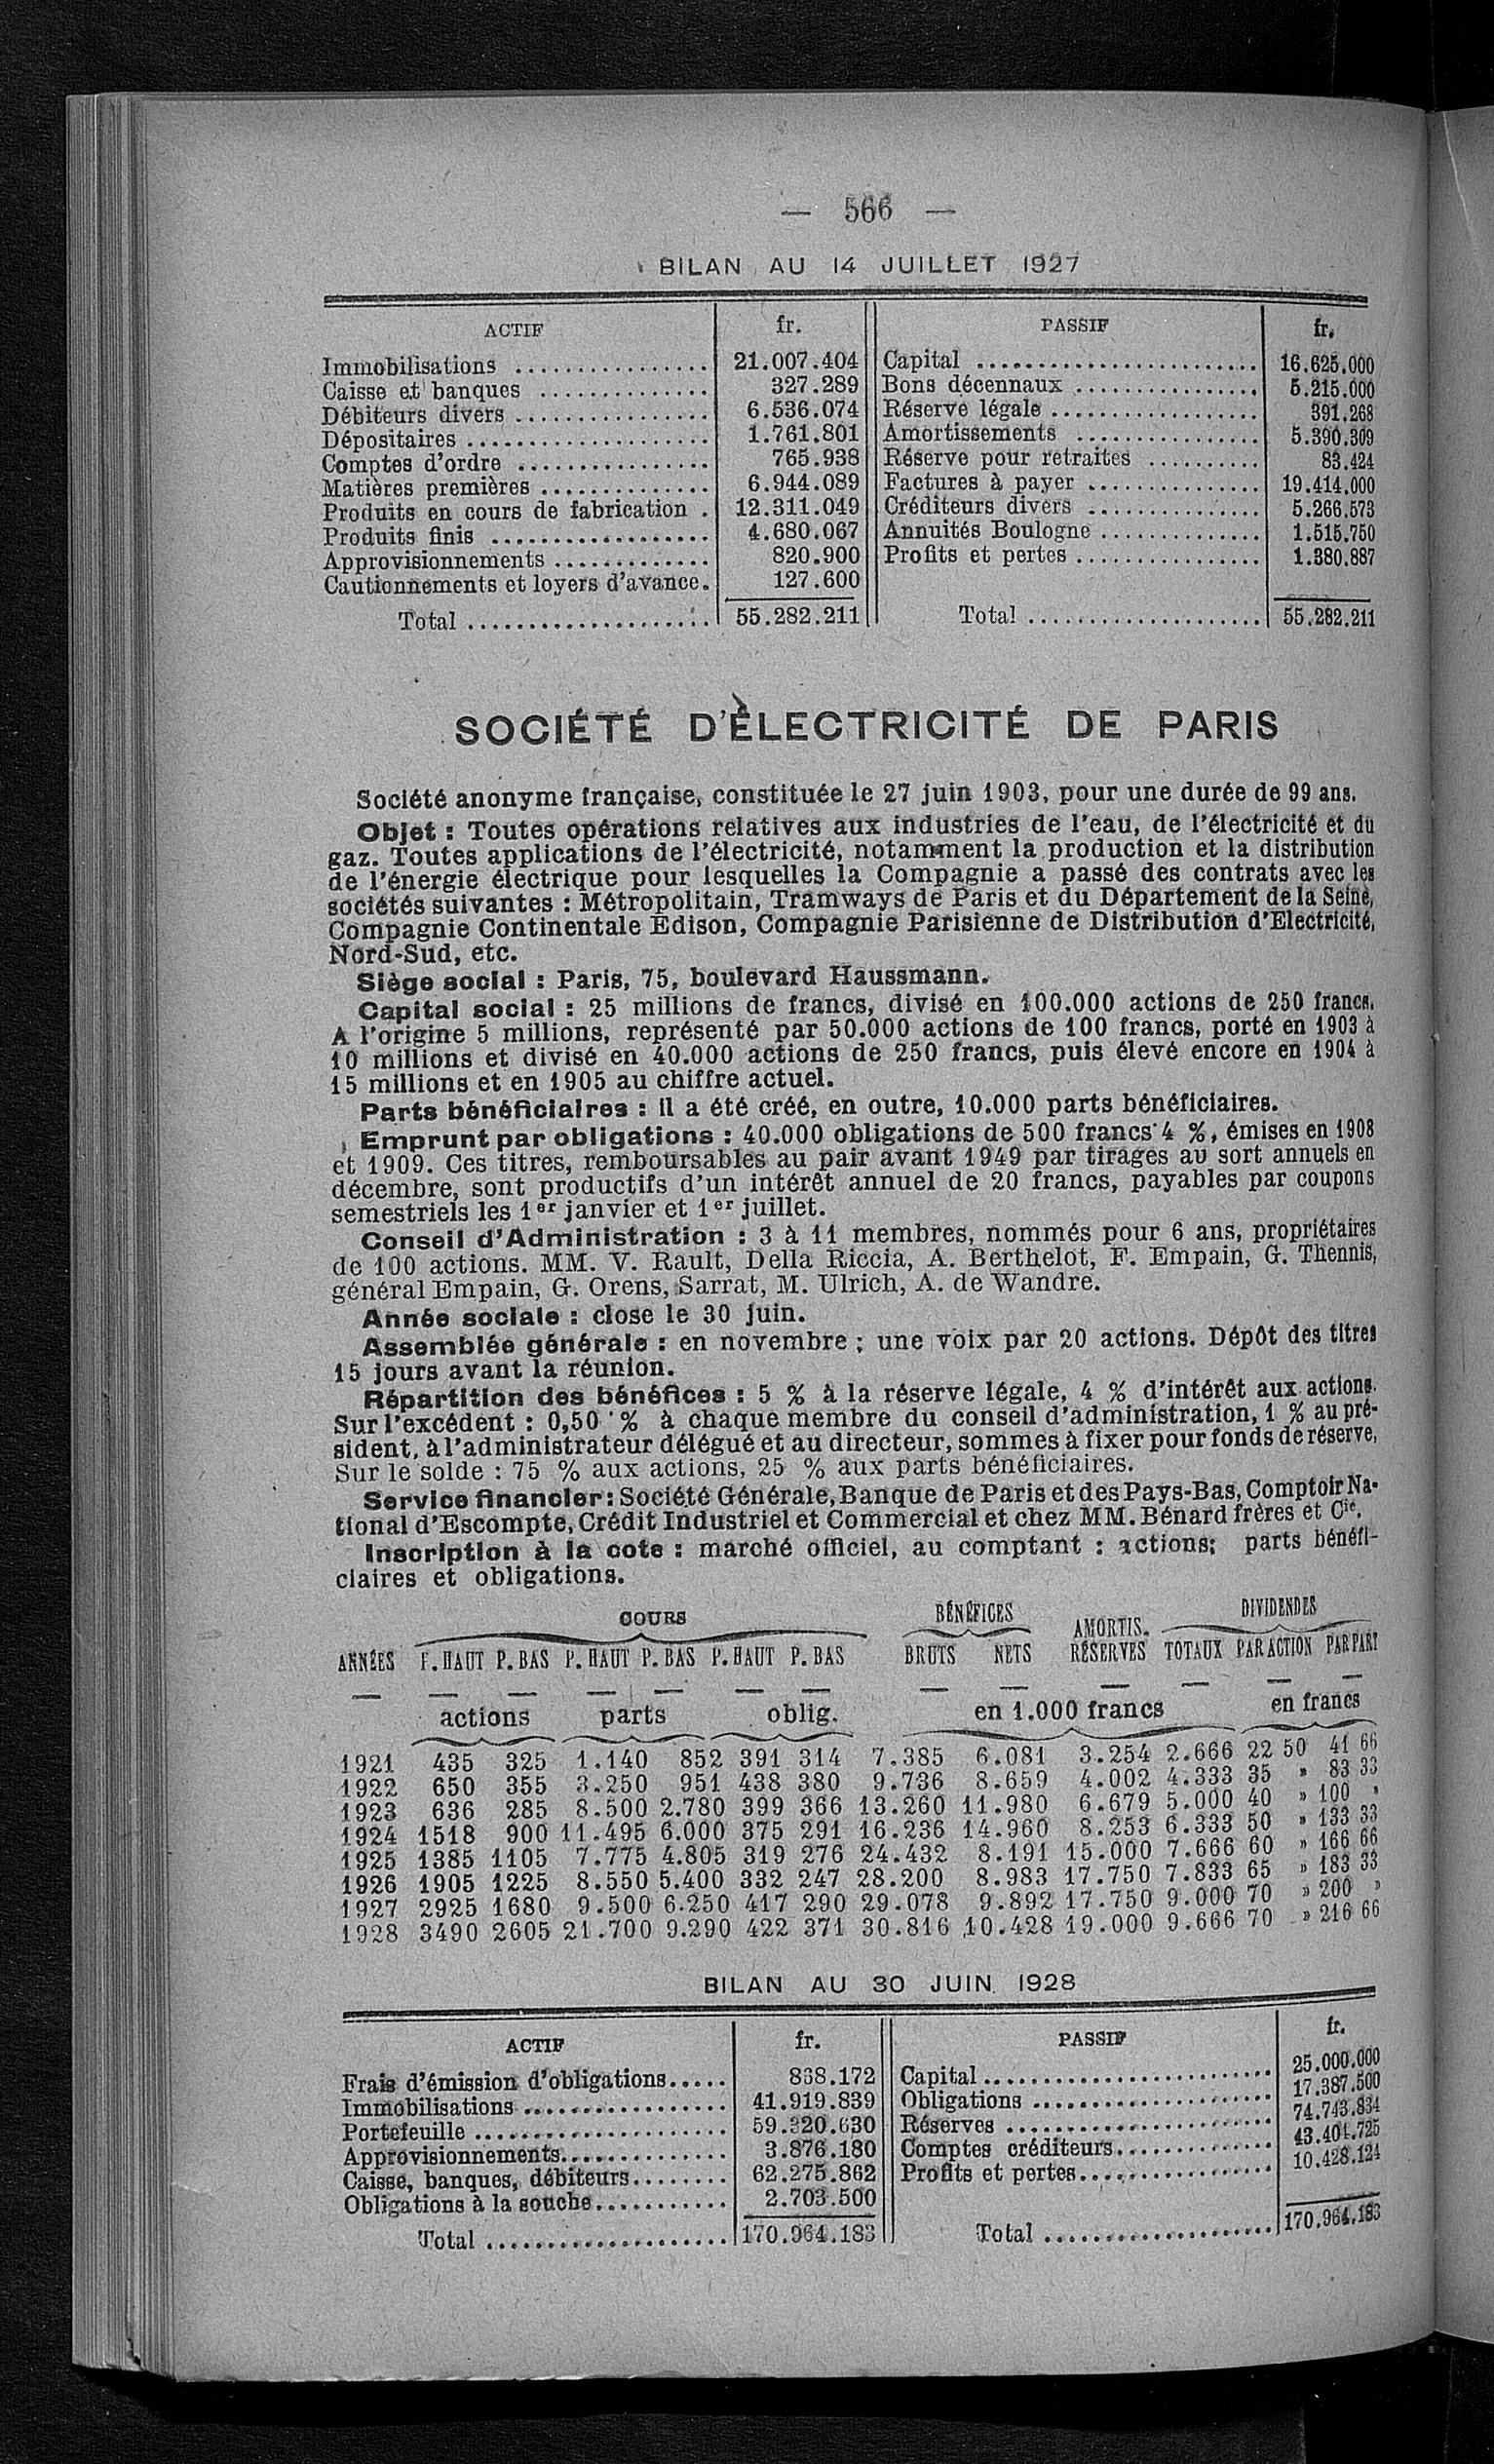 — 566 —
BILAN AU 14 JUILLET 1927
ACTIF fr. PASSIF fr.
Immobilisations ................ 21.007.404 Capital ........................ 16.625.000
Caisse et banques .............. 327.289 Bons décennaux ................ 5.215.000
Débiteurs divers ................ 6.536.074 Réserve légale .................. 391.268
Dépositaires .................... 1.761.801 Amortissements ................ 5.390.309
Comptes d'ordre ................ 765.938 Réserve pour retraites .......... 83.424
Matières premières .............. 6.944.089 Factures à payer ............... 19.414.000
Produits en cours de fabrication . 12.311.049 Créditeurs divers ............... 5.266.573
Produits finis .................. 4.680.067 Annuités Boulogne .............. 1.515.750
Approvisionnements ............. 820.900 Profits et pertes ................ 1.380.887
Cautionnements et loyers d'avance. 127.600
Total .................... 55.282.211 Total .................... 55.282.211
SOCIÉTÉ D'ÈLECTRICITÉ DE PARIS
Société anonyme française, constituée le 27 juin 1903, pour une durée de 99 ans.
Objet : Toutes opérations relatives aux industries de l'eau, de l'électricité et du
gaz. Toutes applications de l'électricité, notamment la production et la distribution
de l'énergie électrique pour lesquelles la Compagnie a passé des contrats avec les
sociétés suivantes : Métropolitain, Tramways de Paris et du Département de la Seine,
Compagnie Continentale Edison, Compagnie Parisienne de Distribution d'Electricité,
Nord-Sud, etc.
Siège social : Paris, 75, boulevard Haussmann.
Capital social : 25 millions de francs, divisé en 100.000 actions de 250 francs.
A l'origine 5 millions, représenté par 50.000 actions de 100 francs, porté en 1903 à
10 millions et divisé en 40.000 actions de 250 francs, puis élevé encore en 1904 à
15 millions et en 1905 au chiffre actuel.
Parts bénéficiaires : il a été créé, en outre, 10.000 parts bénéficiaires.
Emprunt par obligations : 40.000 obligations de 500 francs 4 %, émises en 1908
et 1909. Ces titres, remboursables au pair avant 1949 par tirages au sort annuels en
décembre, sont productifs d'un intérêt annuel de 20 francs, payables par coupons
semestriels les 1er janvier et 1er juillet.
Conseil d'Administration : 3 à 11 membres, nommés pour 6 ans, propriétaires
de 100 actions. MM. V. Rault, Della Riccia, A. Berthelot, F. Empain, G. Thennis,
général Empain, G. Orens, Sarrat, M. Ulrich, A. de Wandre.
Année sociale : close le 30 juin.
Assemblée générale : en novembre ; une voix par 20 actions. Dépôt des titres
15 jours avant la réunion.
Répartition des bénéfices : 5 % à la réserve légale, 4 % d'intérêt aux actions.
Sur l'excédent : 0,50 % à chaque membre du conseil d'administration, 1 % au pré-
sident, à l'administrateur délégué et au directeur, sommes à fixer pour fonds de réserve.
Sur le solde : 75 % aux actions, 25 % aux parts bénéficiaires.
Service financier : Société Générale, Banque de Paris et des Pays-Bas, Comptoir Na-
tional d'Escompte, Crédit Industriel et Commercial et chez MM. Bénard frères et Cie.
Inscription à la cote : marché officiel, au comptant : actions; parts bénéfi-
ciaires et obligations.
COURS BÉNÉFICES AMORTIS. DIVIDENDES
ANNÉES P. HAUT P. BAS P. HAUT P. BAS P. HAUT P. BAS BRUTS NETS RÉSERVES TOTAUX PAR ACTION PAR PART
actions parts oblig. en 1.000 francs en francs
1921 435 325 1.140 852 391 314 7.385 6.081 3.254 2.666 22 50 41 66
1922 650 355 3.250 951 438 380 9.736 8.659 4.002 4.333 35 » 83 33
1923 636 285 8.500 2.780 399 366 13.260 11.980 6.679 5.000 40 » 100 »
1924 1518 900 11.495 6.000 375 291 16.236 14.960 8.253 6.333 50 » 133 33
1925 1385 1105 7.775 4.805 319 276 24.432 8.191 15.000 7.666 60 » 166 66
1926 1905 1225 8.550 5.400 332 247 28.200 8.983 17.750 7.833 65 » 183 33
1927 2925 1680 9.500 6.250 417 290 29.078 9.892 17.750 9.000 70 » 200 »
1928 3490 2605 21.700 9.290 422 371 30.816 10.428 19.000 9.666 70 » 216 66
BILAN AU 30 JUIN 1928
ACTIF fr. PASSIF fr.
Frais d'émission d'obligations..... 868.172 Capital ........................ 25.000.000
Immobilisations ................. 41.919.839 Obligations .................... 17.387.500
Portefeuille ..................... 59.320.630 Réserves ...................... 74.743.834
Approvisionnements.............. 3.876.180 Comptes créditeurs............. 43.404.725
Caisse, banques, débiteurs........ 62.275.862 Profits et pertes................ 10.428.124
Obligations à la souche........... 2.703.500
Total .................... 170.964.183 Total .................... 170.964.183